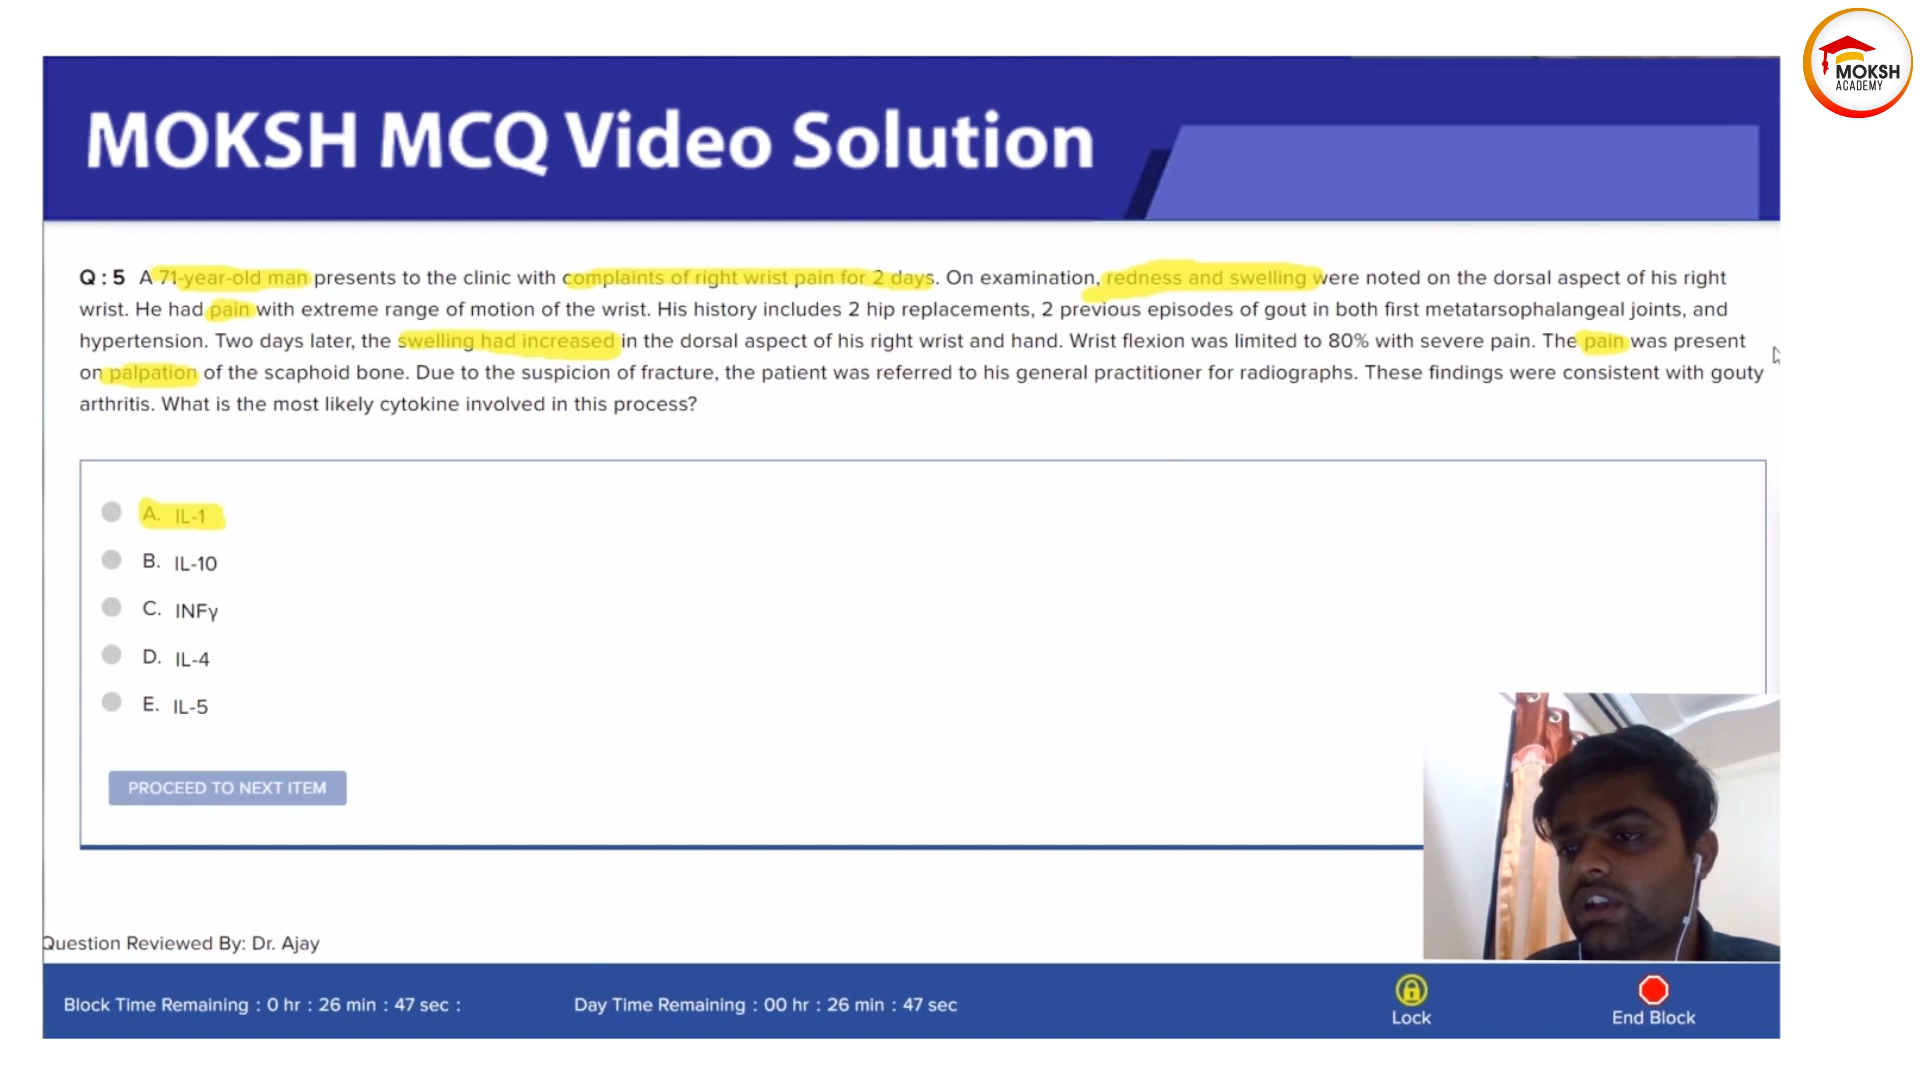 MOKSH
ACADEMY
MOKSH MCQ Video Solution
Q : 5 A 71-year-old man presents to the clinic with complaints of right wrist pain for 2 days. On examination, redness and swelling were noted on the dorsal aspect of his right
wrist. He had pain with extreme range of motion of the wrist. His history includes 2 hip replacements, 2 previous episodes of gout in both first metatarsophalangeal joints, and
hypertension. Two days later, the swelling had increased in the dorsal aspect of his right wrist and hand. Wrist flexion was limited to 80% with severe pain. The pain was present
on palpation of the scaphoid bone. Due to the suspicion of fracture, the patient was referred to his general practitioner for radiographs. These findings were consistent with gouty
arthritis. What is the most likely cytokine involved in this process?
A. IL-1
B. IL-10
C. INFγ
D. IL-4
E. IL-5
PROCEED TO NEXT ITEM
Question Reviewed By: Dr. Ajay
Block Time Remaining : 0 hr : 26 min : 47 sec :
Day Time Remaining : 00 hr : 26 min : 47 sec
Lock
End Block